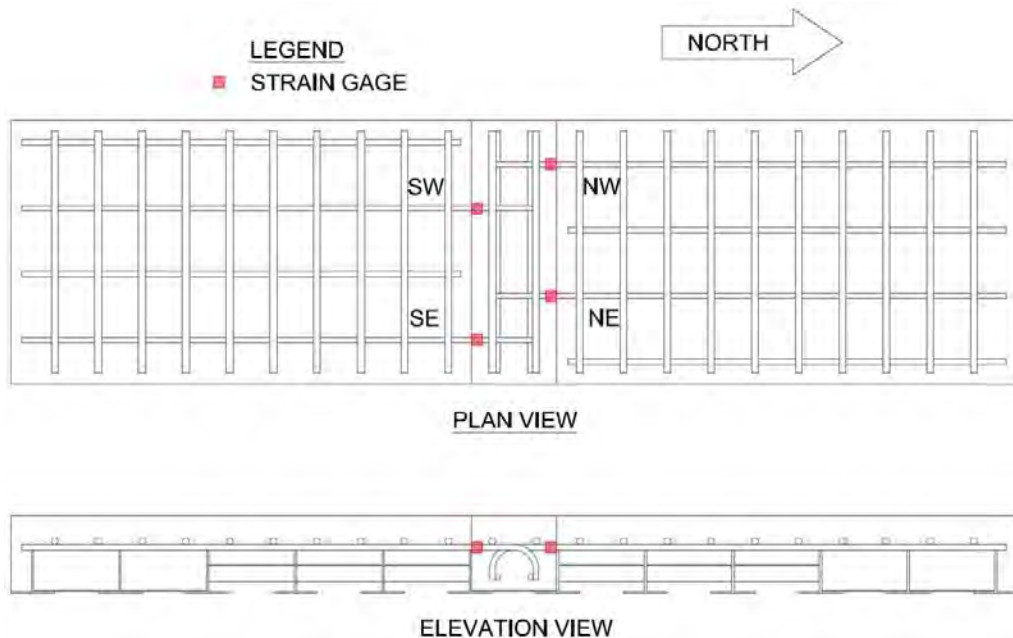 LEGEND
STRAIN GAGE
NORTH
SW
NW
SE
NE
PLAN VIEW
ELEVATION VIEW